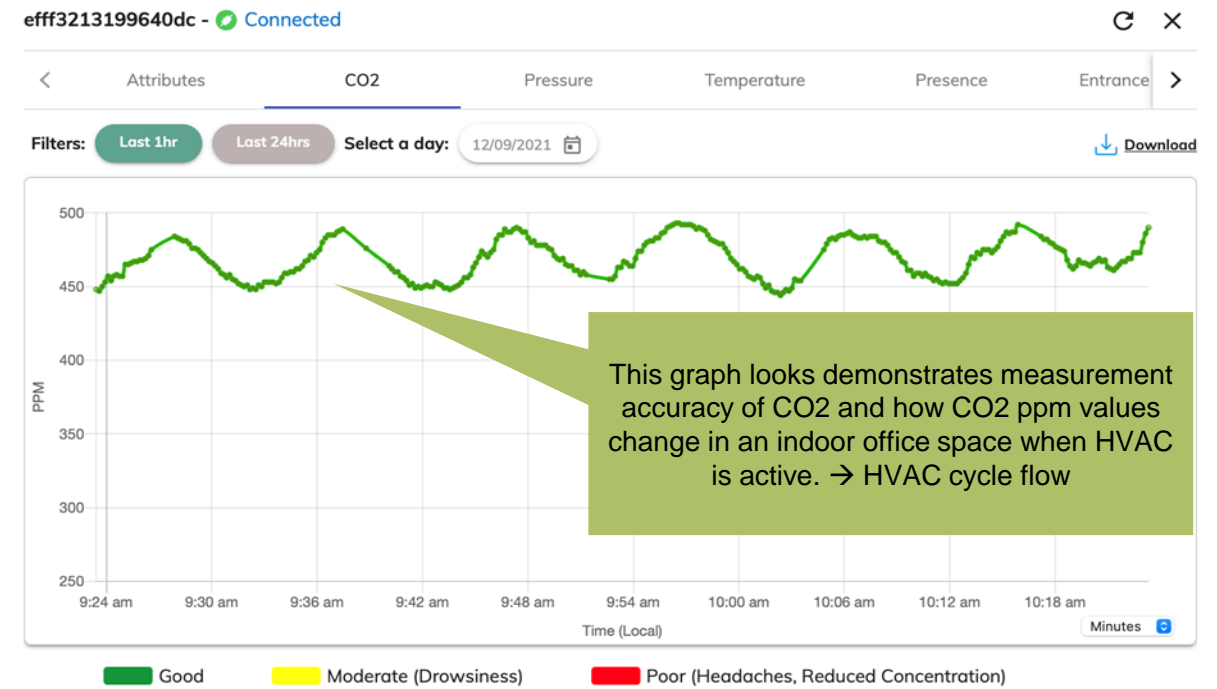 efff3213199640dc - Connected
Attributes CO2 Pressure Temperature Presence Entrance
Filters: Last 1hr Last 24hrs Select a day: 12/09/2021 Download
500
450
400
350
300
250
PPM
This graph looks demonstrates measurement
accuracy of CO2 and how CO2 ppm values
change in an indoor office space when HVAC
is active. → HVAC cycle flow
9:24 am 9:30 am 9:36 am 9:42 am 9:48 am 9:54 am 10:00 am 10:06 am 10:12 am 10:18 am
Time (Local)
Minutes
Good Moderate (Drowsiness) Poor (Headaches, Reduced Concentration)